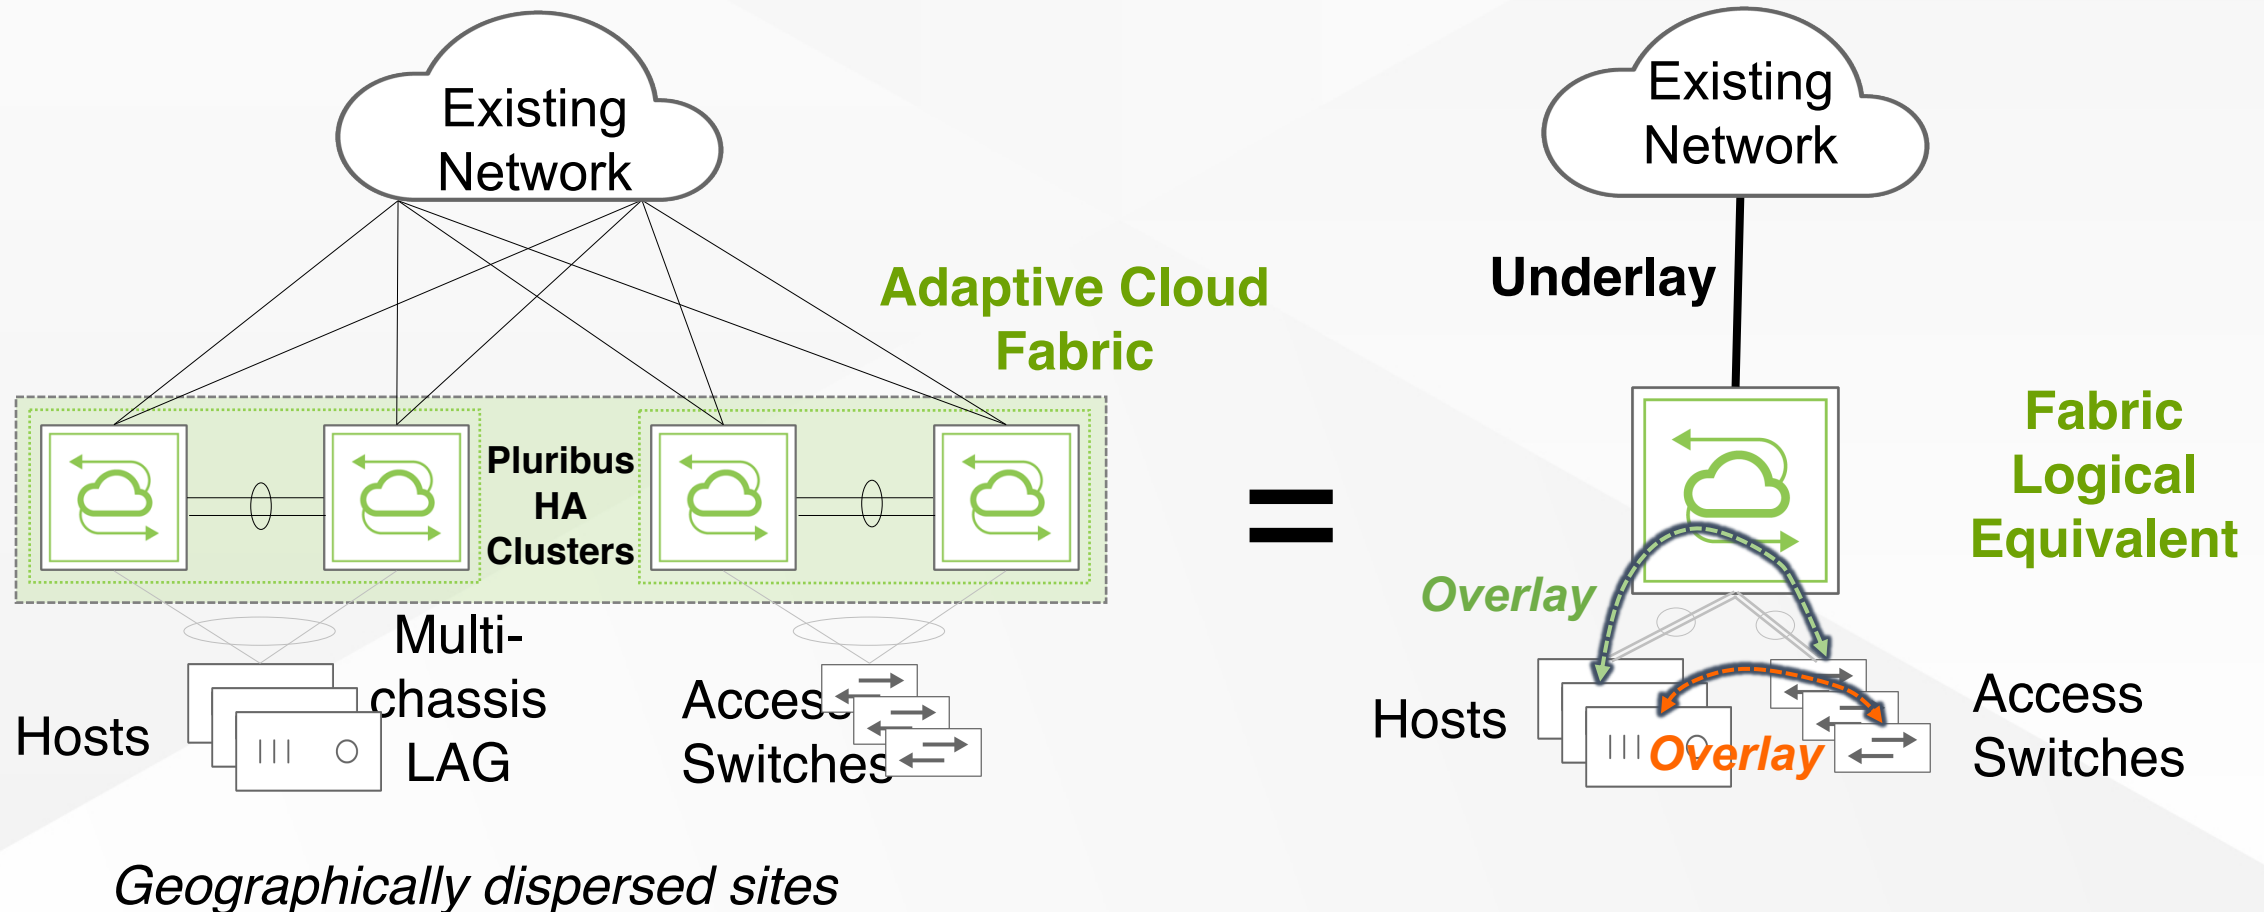 Existing
Network
Adaptive Cloud
Fabric
Pluribus
HA
Clusters
Multi-
chassis
LAG
Hosts
Access
Switches
Geographically dispersed sites
=
Existing
Network
Underlay
Fabric
Logical
Equivalent
Overlay
Hosts
Overlay
Access
Switches